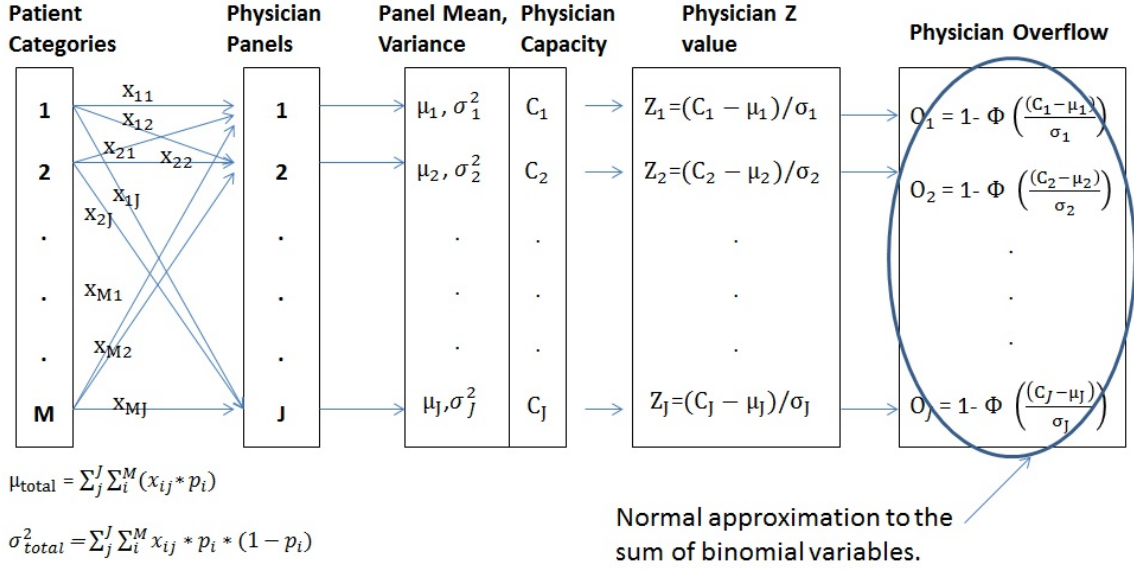 Patient Categories
Physician Panels
Panel Mean, Variance
Physician Capacity
Physician Z value
Physician Overflow
1
2
.
.
.
M
x₁₁
x₁₂
x₂₁
x₂₂
x₁J
x₂J
xM1
xM2
xMJ
1
2
.
.
.
J
μ₁, σ₁²
μ₂, σ₂²
.
.
.
μJ,σJ²
C₁
C₂
.
.
.
CJ
Z₁=(C₁ − μ₁)/σ₁
Z₂=(C₂ − μ₂)/σ₂
.
.
.
ZJ=(CJ − μJ)/σJ
O₁ = 1- Φ ((C₁−μ₁)/σ₁)
O₂ = 1- Φ ((C₂−μ₂)/σ₂)
.
.
.
OJ = 1- Φ ((CJ−μJ)/σJ)
μtotal = ∑ⱼᴶ ∑ᵢᴹ(xᵢⱼ* pᵢ)
σ²total =∑ⱼᴶ ∑ᵢᴹ xᵢⱼ * pᵢ * (1 − pᵢ)
Normal approximation to the
sum of binomial variables.